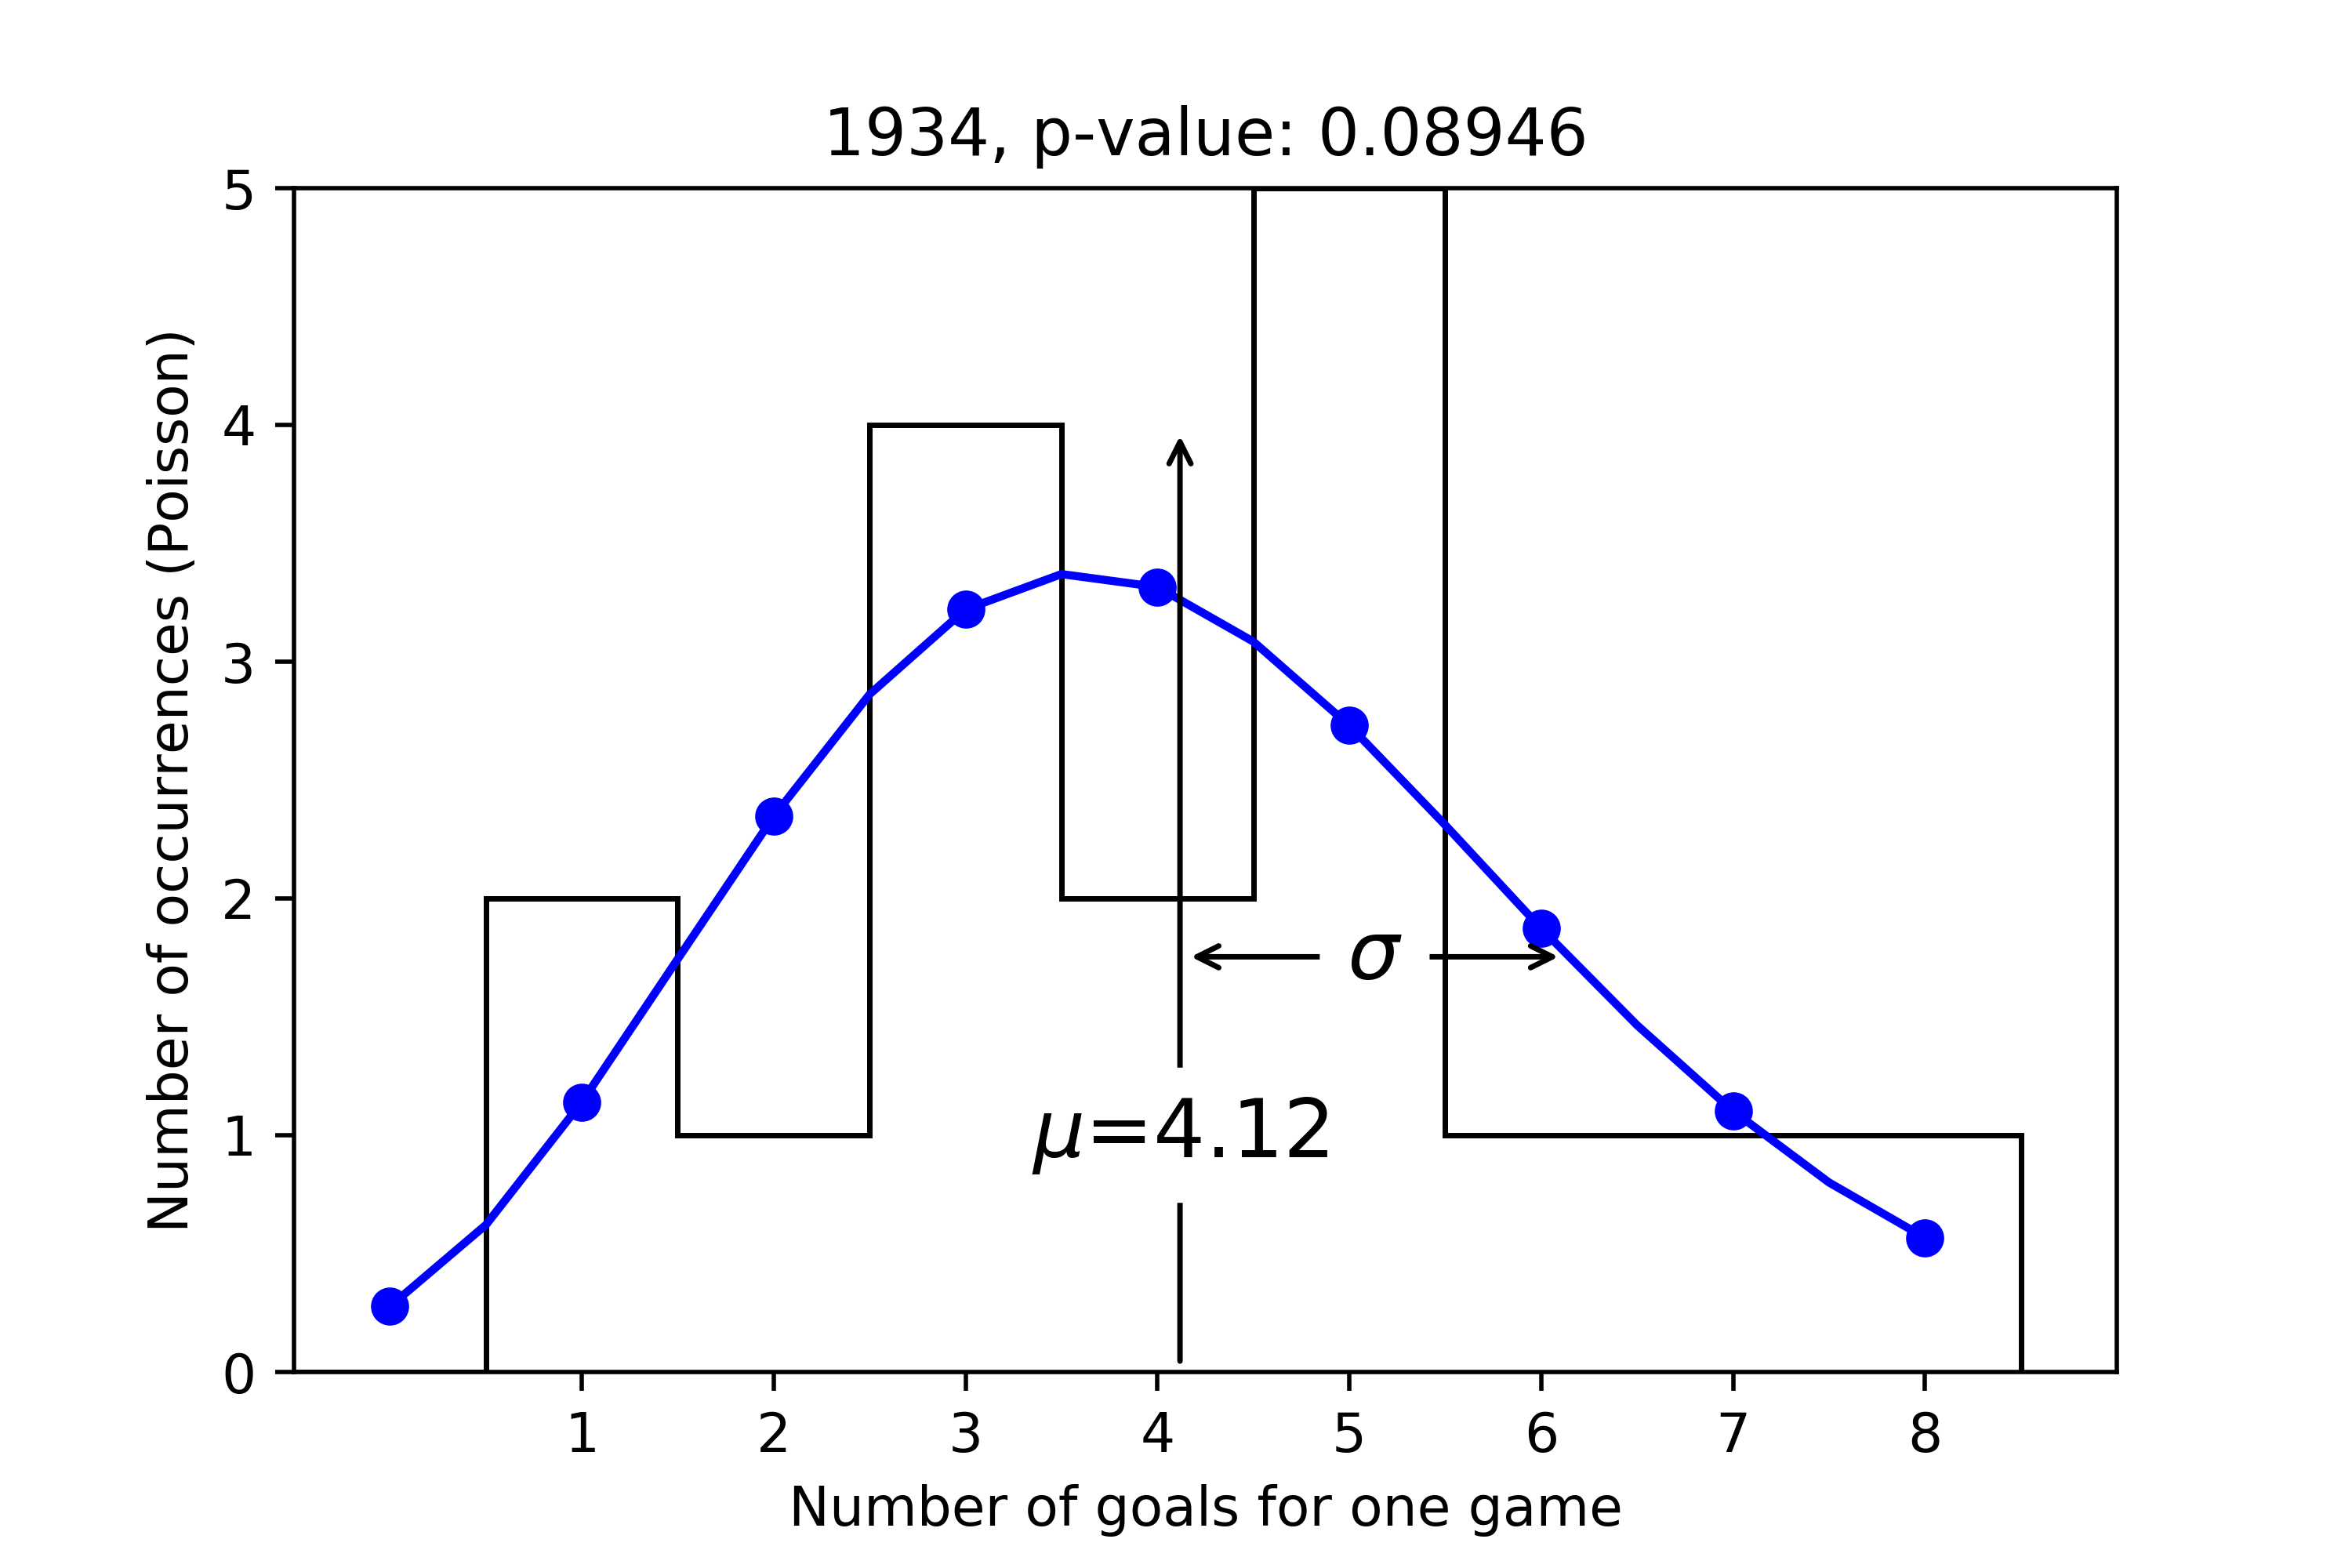 1934, p-value: 0.08946
Number of occurrences (Poisson)
5
4
3
2
1
0
σ
μ=4.12
1 2 3 4 5 6 7 8
Number of goals for one game